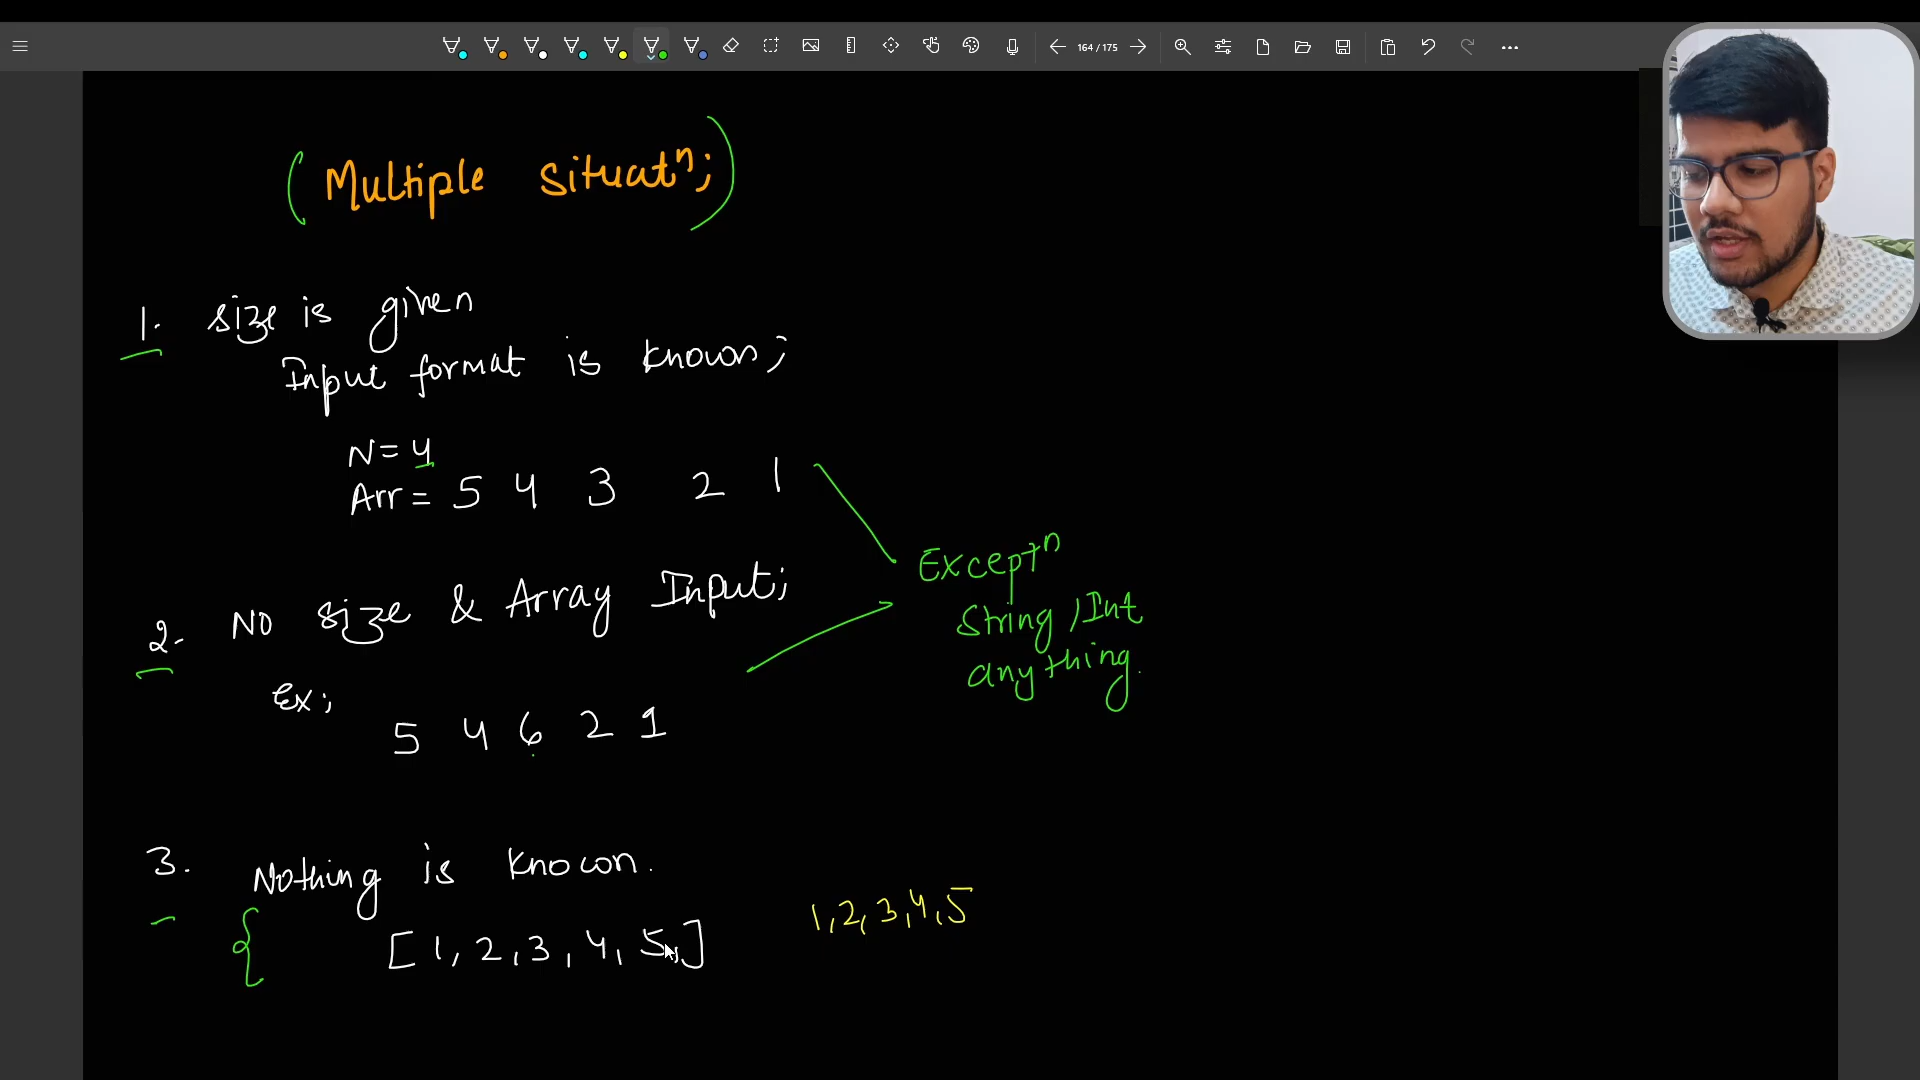 164 / 175
(Multiple situatⁿ;)
1. size is given
Input format is known;
N = 4
Arr = 5 4 3 2 1
Exceptⁿ
String / Int
anything.
2. No size & Array Input;
Ex;
5 4 6 2 1
3. Nothing is known.
{ [1, 2, 3, 4, 5,]
1, 2, 3, 4, 5